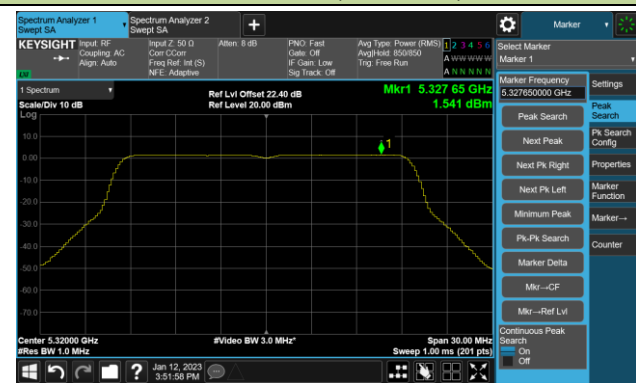 Spectrum Analyzer 1
Swept SA
Spectrum Analyzer 2
Swept SA
+
Marker
KEYSIGHT
Input: RF
Coupling: AC
Align: Auto
Input Z: 50 Ω
Corr CCorr
Freq Ref: Int (S)
NFE: Adaptive
Atten: 8 dB
PNO: Fast
Gate: Off
IF Gain: Low
Sig Track: Off
Avg Type: Power (RMS)
Avg|Hold: 850/850
Trig: Free Run
1 2 3 4 5 6
A W W W W W
A N N N N N
Select Marker
Marker 1
1 Spectrum
Scale/Div 10 dB
Log
Ref Lvl Offset 22.40 dB
Ref Level 20.00 dBm
Mkr1 5.327 65 GHz
1.541 dBm
10.0
0.00
-10.0
-20.0
-30.0
-40.0
-50.0
-60.0
-70.0
1
Center 5.32000 GHz
#Res BW 1.0 MHz
#Video BW 3.0 MHz*
Span 30.00 MHz
Sweep 1.00 ms (201 pts)
Marker Frequency
5.327650000 GHz
Peak Search
Next Peak
Next Pk Right
Next Pk Left
Minimum Peak
Pk-Pk Search
Marker Delta
Mkr→CF
Mkr→Ref Lvl
Continuous Peak
Search
On
Off
Settings
Peak
Search
Pk Search
Config
Properties
Marker
Function
Marker→
Counter
?
Jan 12, 2023
3:51:58 PM